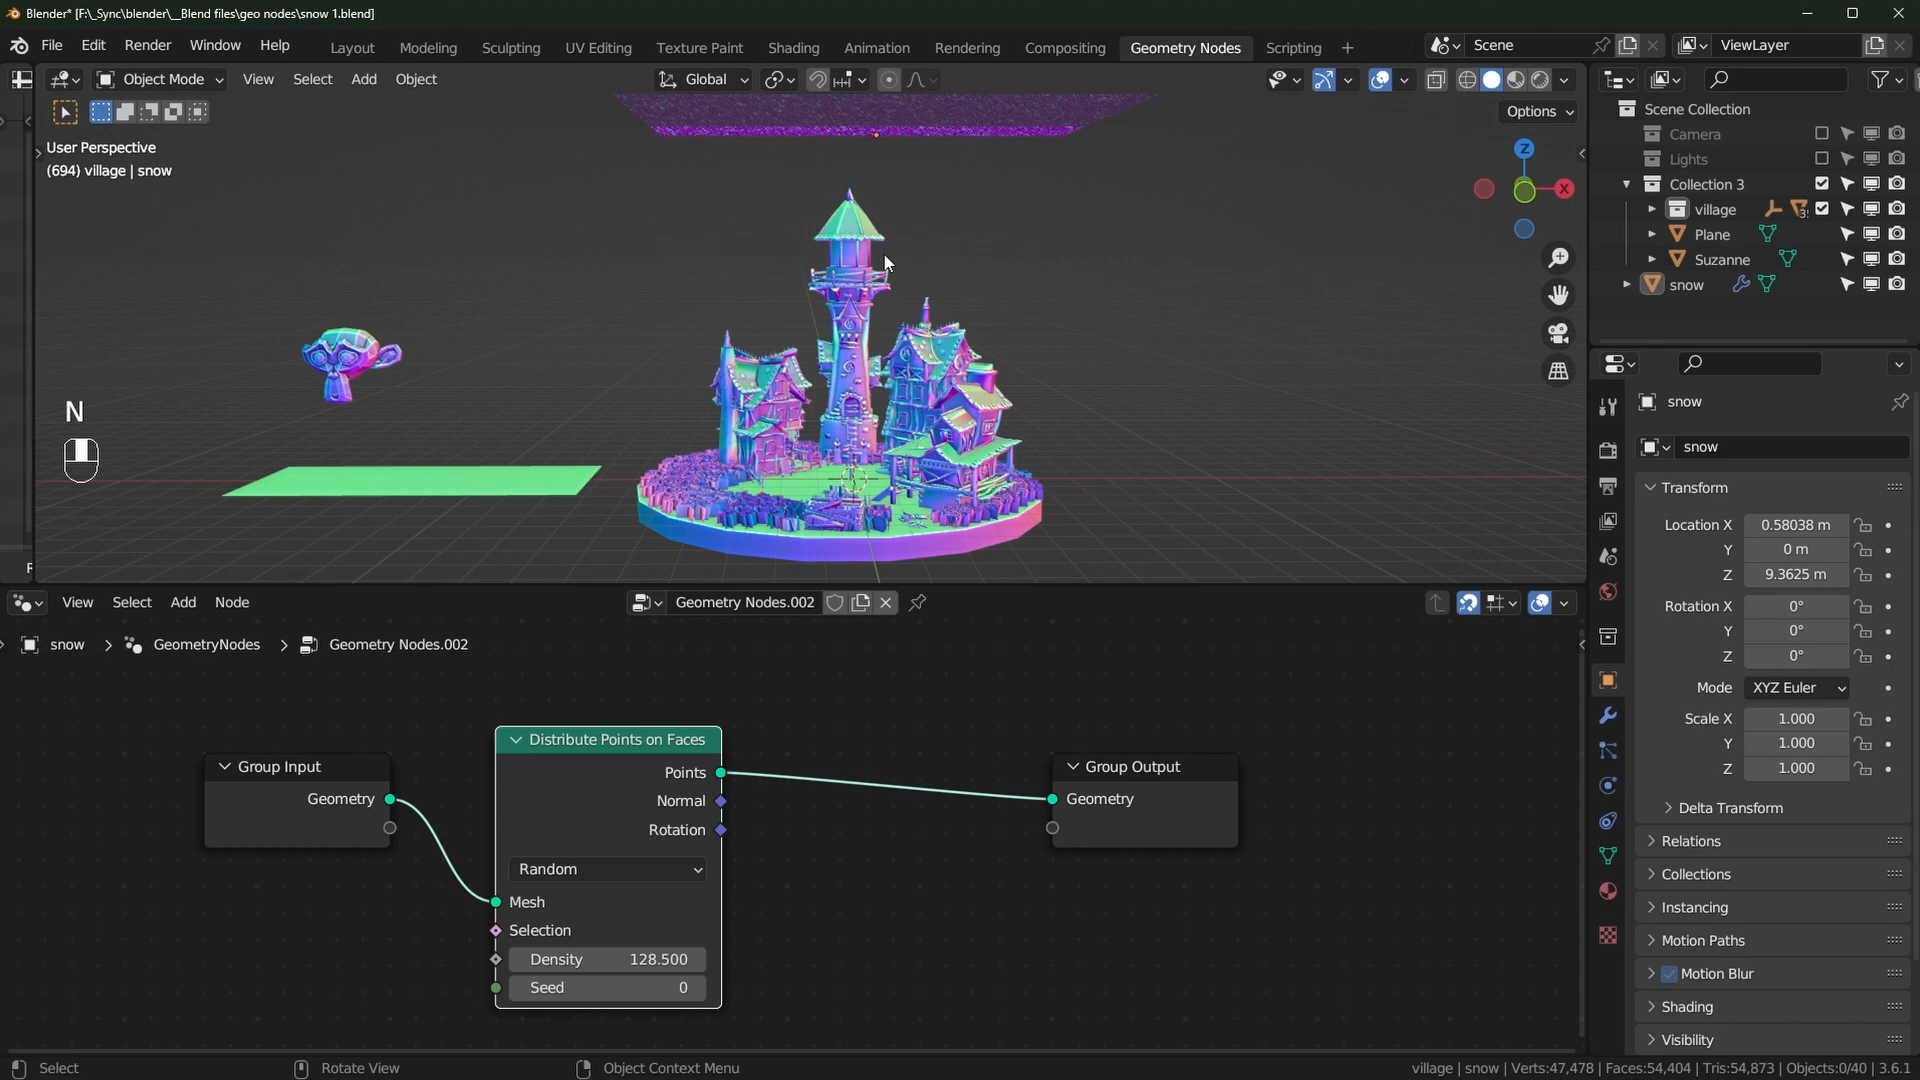 Blender* [F:\_Sync\blender\__Blend files\geo nodes\snow 1.blend]
File Edit Render Window Help Layout Modeling Sculpting UV Editing Texture Paint Shading Animation Rendering Compositing Geometry Nodes Scripting + Scene ViewLayer
Object Mode View Select Add Object Global
Options
User Perspective
(694) village | snow
Z
X
N
Scene Collection
Camera
Lights
Collection 3
village
Plane
Suzanne
snow
snow
snow
Transform
Location X 0.58038 m
Y 0 m
Z 9.3625 m
Rotation X 0°
Y 0°
Z 0°
Mode XYZ Euler
Scale X 1.000
Y 1.000
Z 1.000
Delta Transform
Relations
Collections
Instancing
Motion Paths
Motion Blur
Shading
Visibility
View Select Add Node Geometry Nodes.002
snow > GeometryNodes > Geometry Nodes.002
Group Input
Geometry
Distribute Points on Faces
Points
Normal
Rotation
Random
Mesh
Selection
Density 128.500
Seed 0
Group Output
Geometry
Select Rotate View Object Context Menu village | snow | Verts:47,478 | Faces:54,404 | Tris:54,873 | Objects:0/40 | 3.6.1